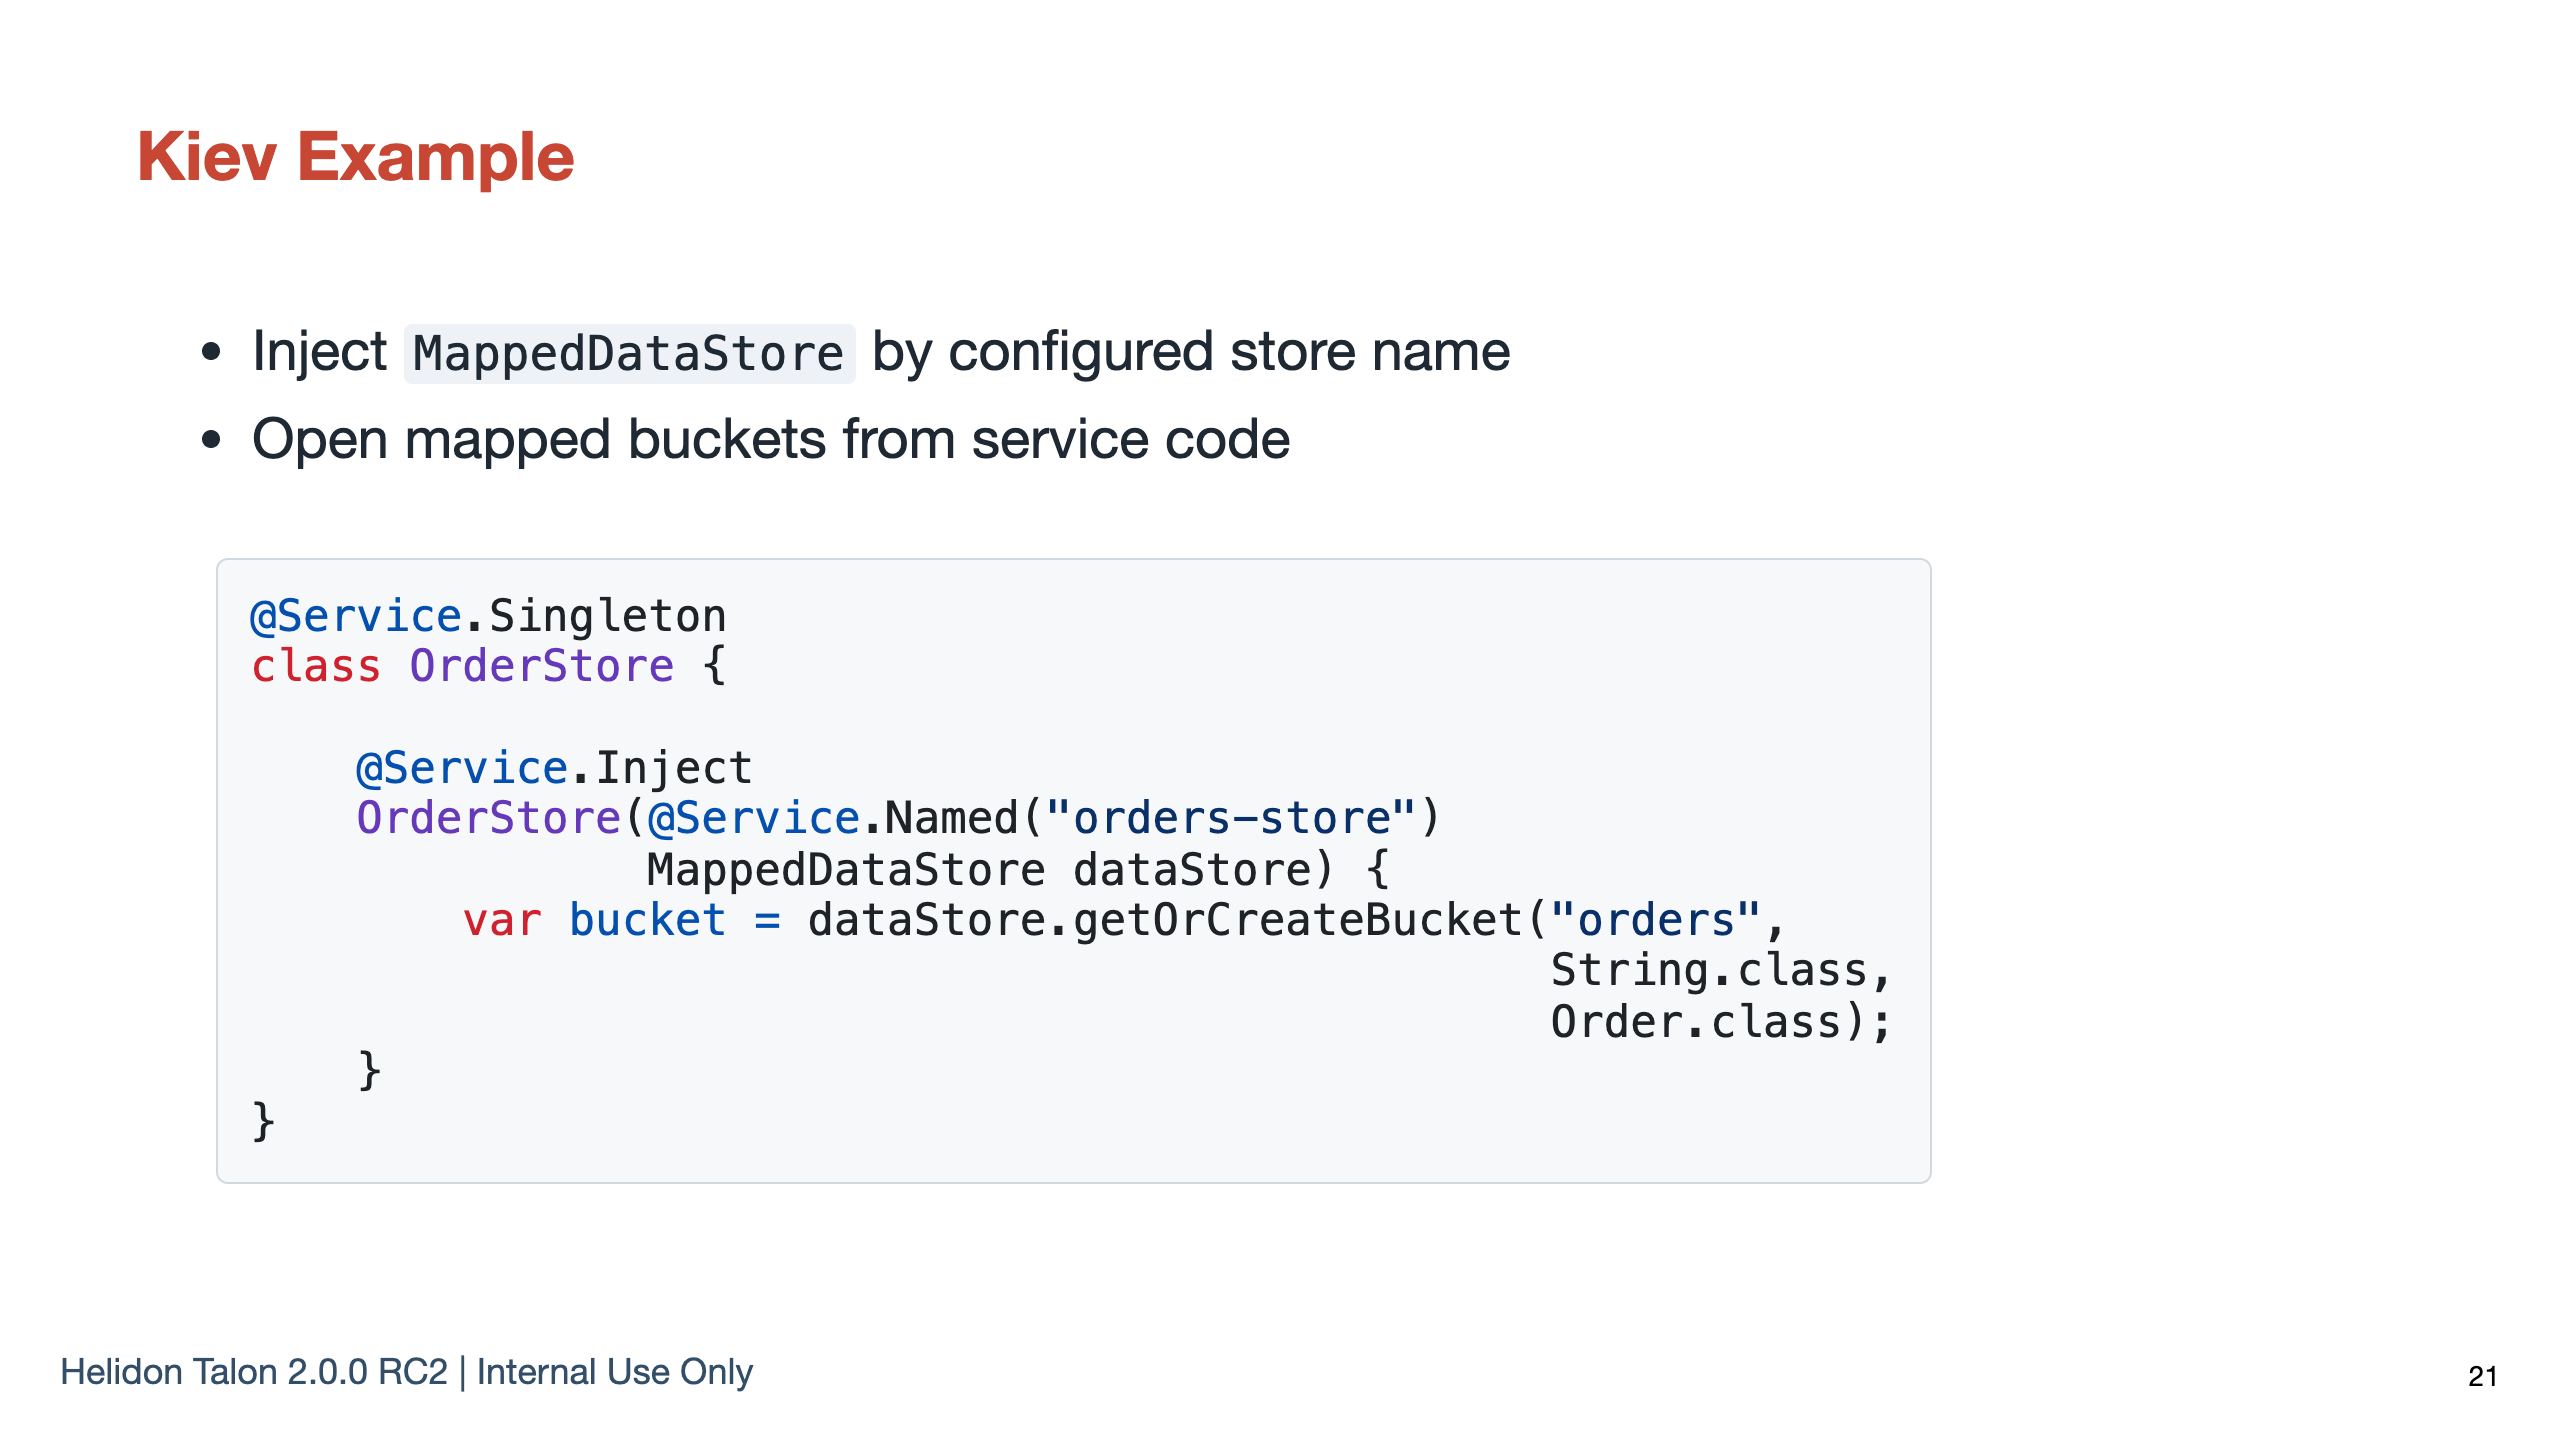 Kiev Example
• Inject MappedDataStore by configured store name
• Open mapped buckets from service code
@Service.Singleton
class OrderStore {
    @Service.Inject
    OrderStore(@Service.Named("orders-store")
               MappedDataStore dataStore) {
        var bucket = dataStore.getOrCreateBucket("orders",
                                                 String.class,
                                                 Order.class);
    }
}
Helidon Talon 2.0.0 RC2 | Internal Use Only
21